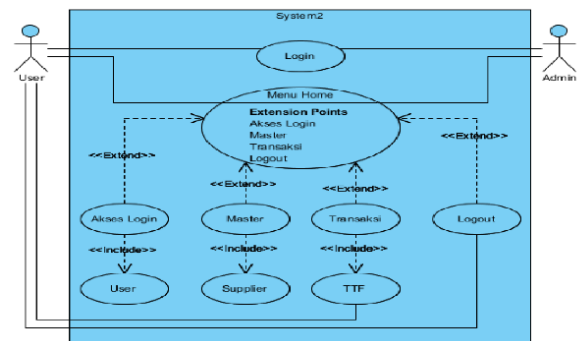 System2
Login
User
Admin
Menu Home
Extension Points
Akses Login
Master
Transaksi
Logout
<<Extend>>
<<Extend>>
<<Extend>>
<<Extend>>
Akses Login
Master
Transaksi
Logout
<<Include>>
<<Include>>
<<Include>>
User
Supplier
TTF